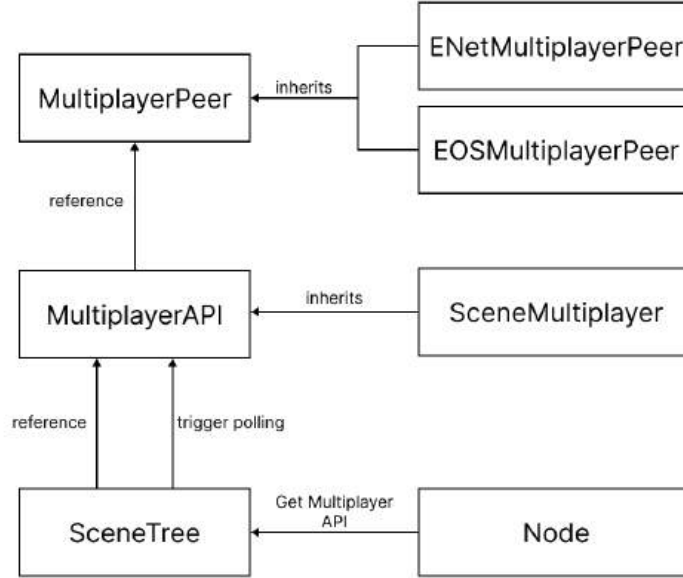 ENetMultiplayerPeer
MultiplayerPeer
inherits
EOSMultiplayerPeer
reference
MultiplayerAPI
inherits
SceneMultiplayer
reference
trigger polling
SceneTree
Get Multiplayer
API
Node